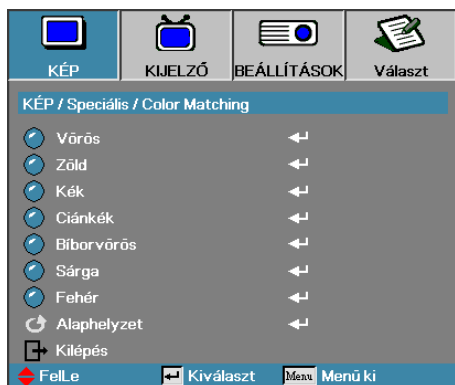 KÉP KIJELZŐ BEÁLLÍTÁSOK Választ
KÉP / Speciális / Color Matching
Vörös
Zöld
Kék
Ciánkék
Bíborvörös
Sárga
Fehér
Alaphelyzet
Kilépés
FelLe Kiválaszt Menu Menü ki